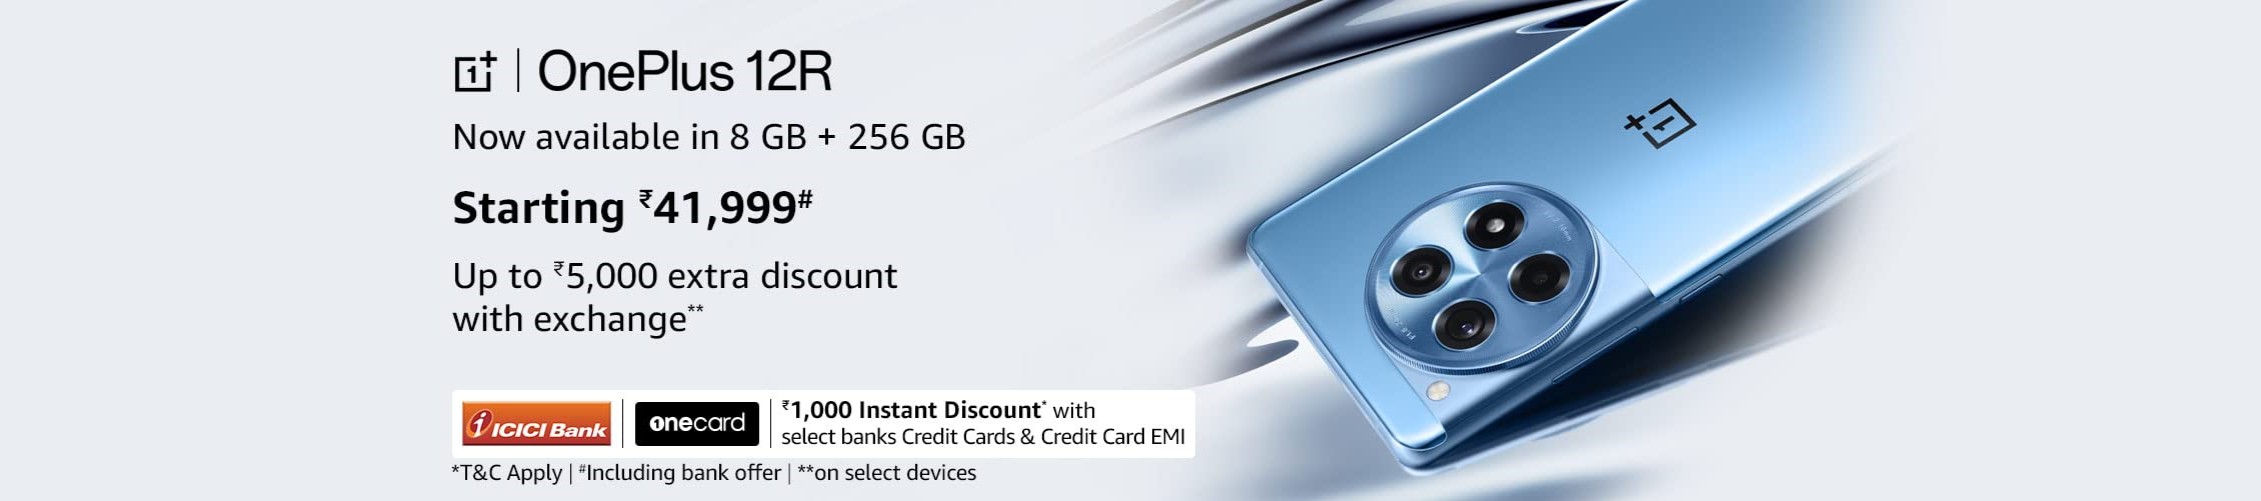 OnePlus 12R
Now available in 8 GB + 256 GB
Starting ₹41,999#
Up to ₹5,000 extra discount
with exchange**
ICICI Bank
onecard
₹1,000 Instant Discount* with
select banks Credit Cards & Credit Card EMI
*T&C Apply | #Including bank offer | **on select devices